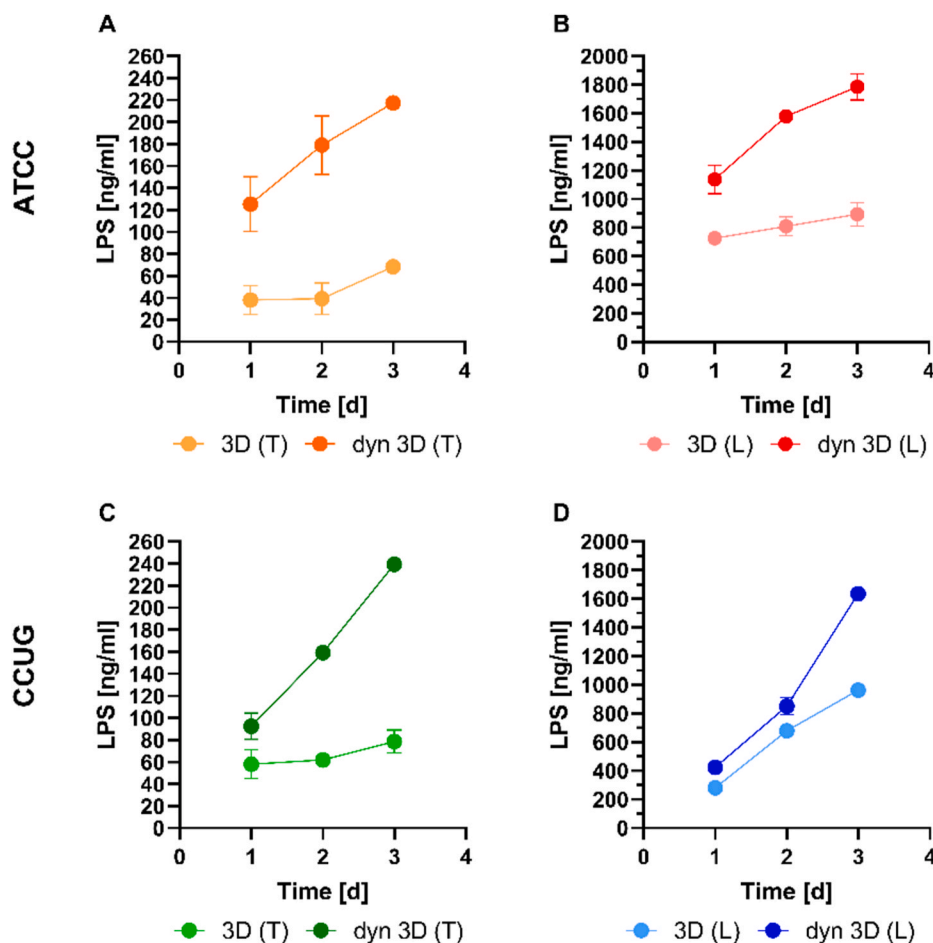 A
260
240
220
200
180
160
140
120
100
80
60
40
20
0
LPS [ng/ml]
0 1 2 3 4
Time [d]
3D (T) dyn 3D (T)
B
2000
1800
1600
1400
1200
1000
800
600
400
200
0
LPS [ng/ml]
0 1 2 3 4
Time [d]
3D (L) dyn 3D (L)
ATCC
C
260
240
220
200
180
160
140
120
100
80
60
40
20
0
LPS [ng/ml]
0 1 2 3 4
Time [d]
3D (T) dyn 3D (T)
D
2000
1800
1600
1400
1200
1000
800
600
400
200
0
LPS [ng/ml]
0 1 2 3 4
Time [d]
3D (L) dyn 3D (L)
CCUG